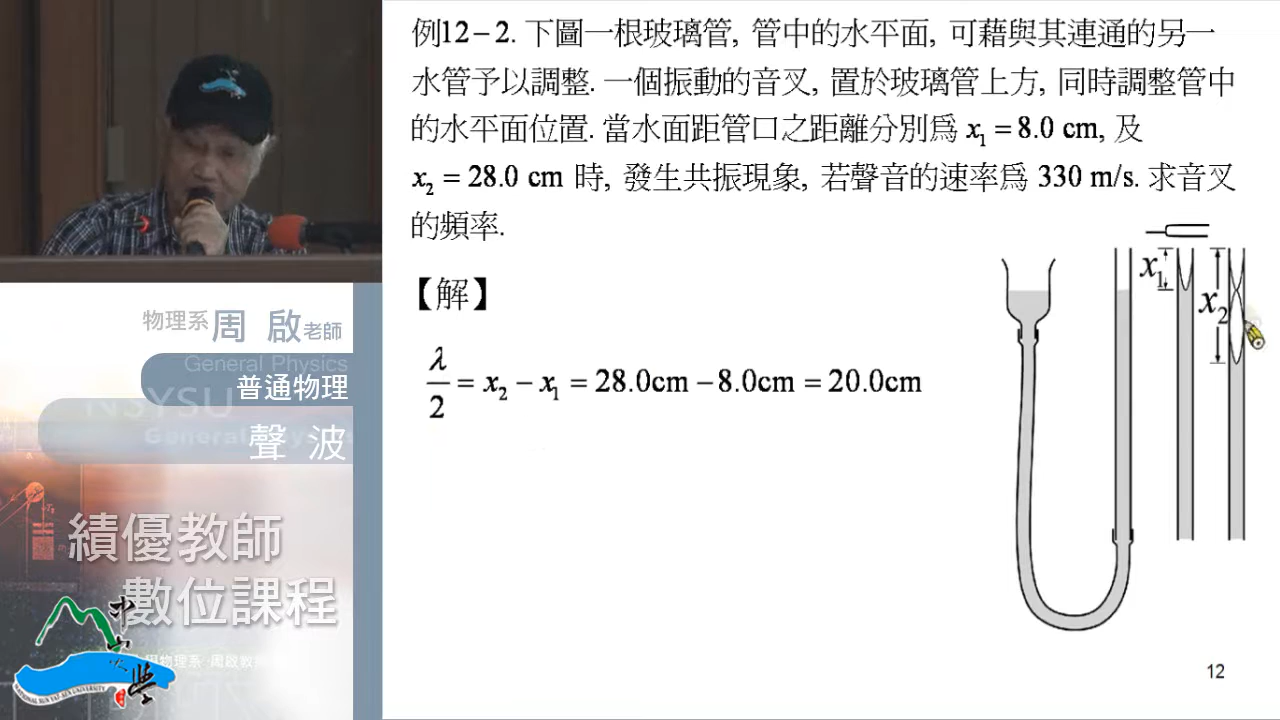 例12－2. 下圖一根玻璃管, 管中的水平面, 可藉與其連通的另一
水管予以調整. 一個振動的音叉, 置於玻璃管上方, 同時調整管中
的水平面位置. 當水面距管口之距離分別爲 x₁ = 8.0 cm, 及
x₂ = 28.0 cm 時, 發生共振現象, 若聲音的速率爲 330 m/s. 求音叉
的頻率.
【解】
λ/2 = x₂ − x₁ = 28.0cm − 8.0cm = 20.0cm
x₁
x₂
12
物理系 周 啟 老師
General Physics
普通物理
NSYSU
General Physics
聲 波
績優教師
數位課程
NATIONAL SUN YAT-SEN UNIVERSITY